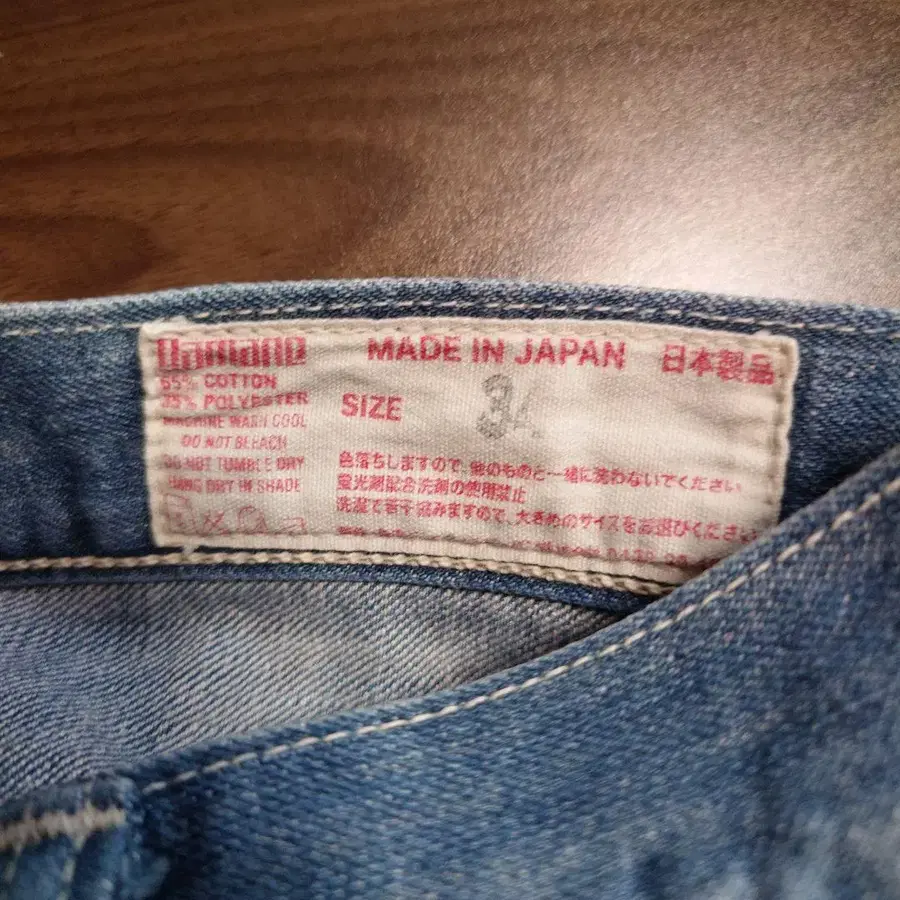 MADE IN JAPAN 日本製品
65% COTTON
35% POLYESTER
MACHINE WASH COOL
DO NOT BLEACH
DO NOT TUMBLE DRY
HANG DRY IN SHADE
SIZE 34
色落ちしますので、他のものと一緒に洗わないでください
蛍光剤配合洗剤の使用禁止
洗濯で若干縮みますので、大きめのサイズをお選びください